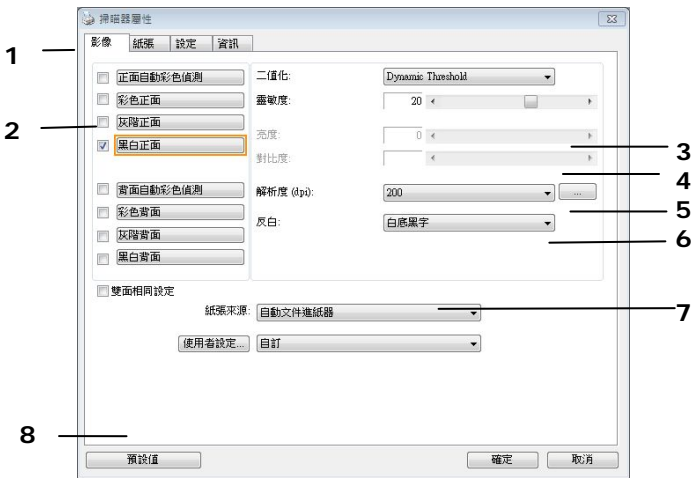 掃瞄器屬性
影像 紙張 設定 資訊
1
正面自動彩色偵測
彩色正面
灰階正面
黑白正面
2
背面自動彩色偵測
彩色背面
灰階背面
黑白背面
二值化: Dynamic Threshold
靈敏度: 20
亮度: 0
對比度:
3
4
解析度 (dpi): 200 ...
5
反白: 白底黑字
6
雙面相同設定
紙張來源: 自動文件進紙器
7
使用者設定... 自訂
8
預設值 確定 取消